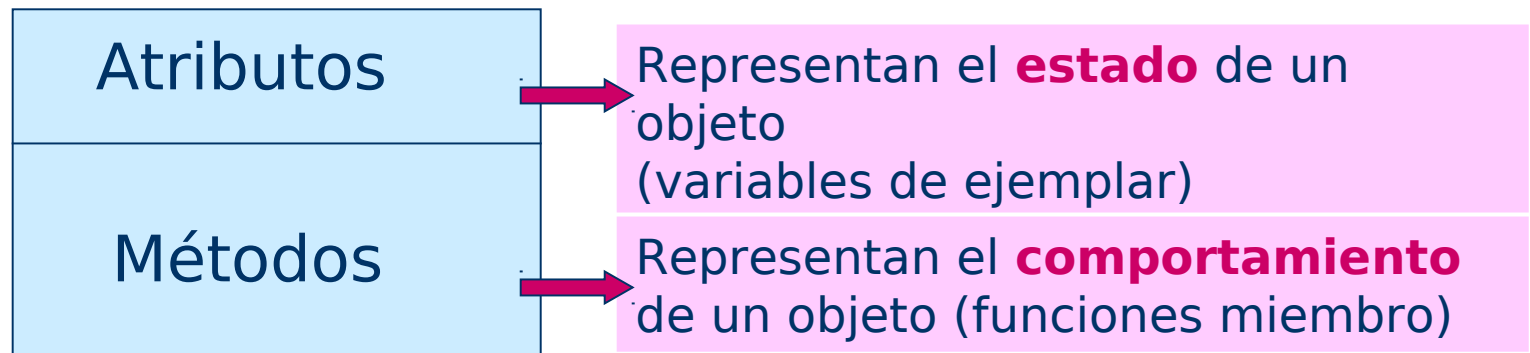 Atributos
Representan el estado de un
objeto
(variables de ejemplar)
Métodos
Representan el comportamiento
de un objeto (funciones miembro)